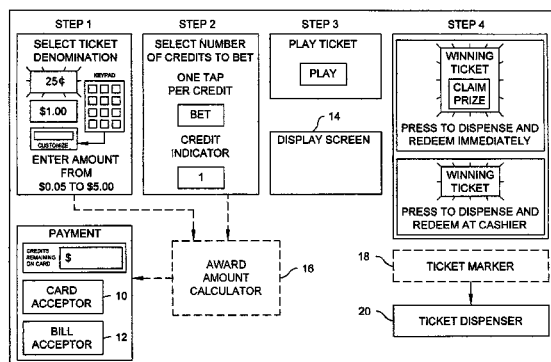 STEP 1
SELECT TICKET
DENOMINATION
25¢
KEYPAD
$1.00
CUSTOMIZE
ENTER AMOUNT
FROM
$0.05 TO $5.00
STEP 2
SELECT NUMBER
OF CREDITS TO BET
ONE TAP
PER CREDIT
BET
CREDIT
INDICATOR
1
STEP 3
PLAY TICKET
PLAY
14
DISPLAY SCREEN
STEP 4
WINNING
TICKET
CLAIM
PRIZE
PRESS TO DISPENSE AND
REDEEM IMMEDIATELY
WINNING
TICKET
PRESS TO DISPENSE AND
REDEEM AT CASHIER
PAYMENT
CREDITS
REMAINING
ON CARD
$
CARD
ACCEPTOR
10
BILL
ACCEPTOR
12
AWARD
AMOUNT
CALCULATOR
16
18
TICKET MARKER
20
TICKET DISPENSER